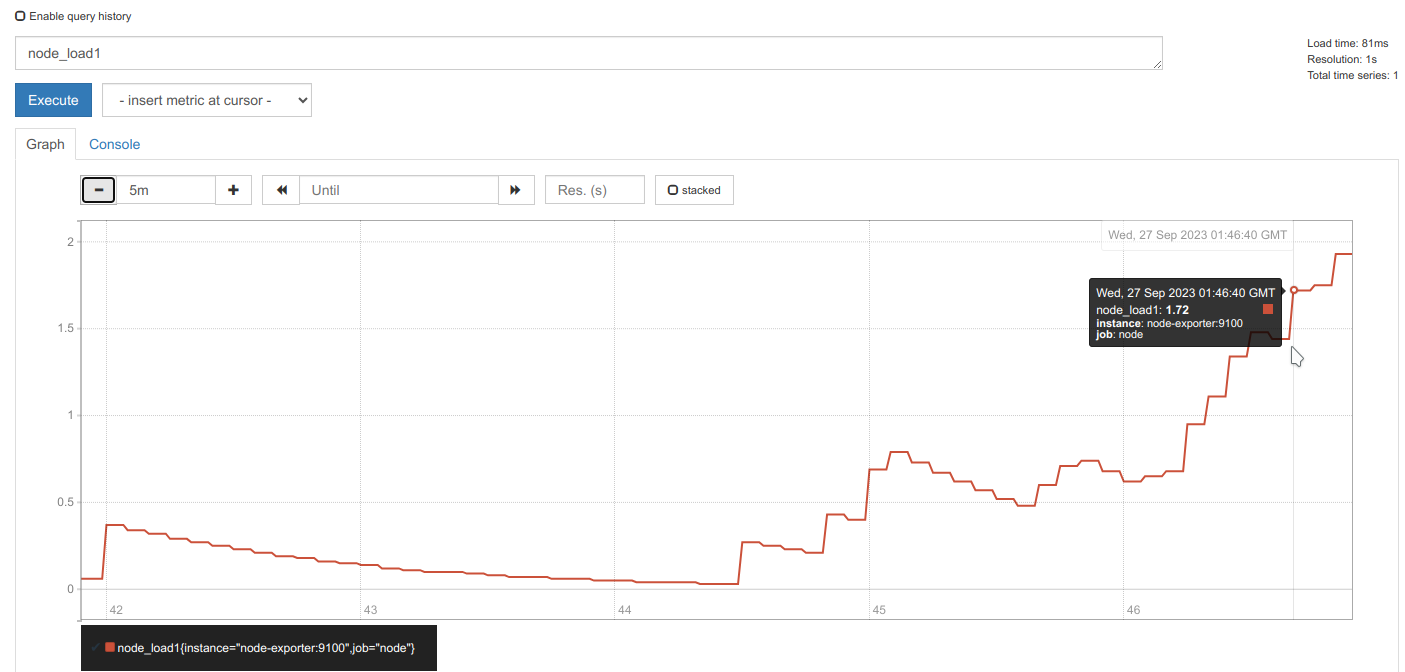 Enable query history
node_load1
Load time: 81ms
Resolution: 1s
Total time series: 1
Execute
- insert metric at cursor -
Graph
Console
5m
Until
Res. (s)
stacked
Wed, 27 Sep 2023 01:46:40 GMT
2
Wed, 27 Sep 2023 01:46:40 GMT
node_load1: 1.72
instance: node-exporter:9100
job: node
1.5
1
0.5
0
42 43 44 45 46
node_load1{instance="node-exporter:9100",job="node"}